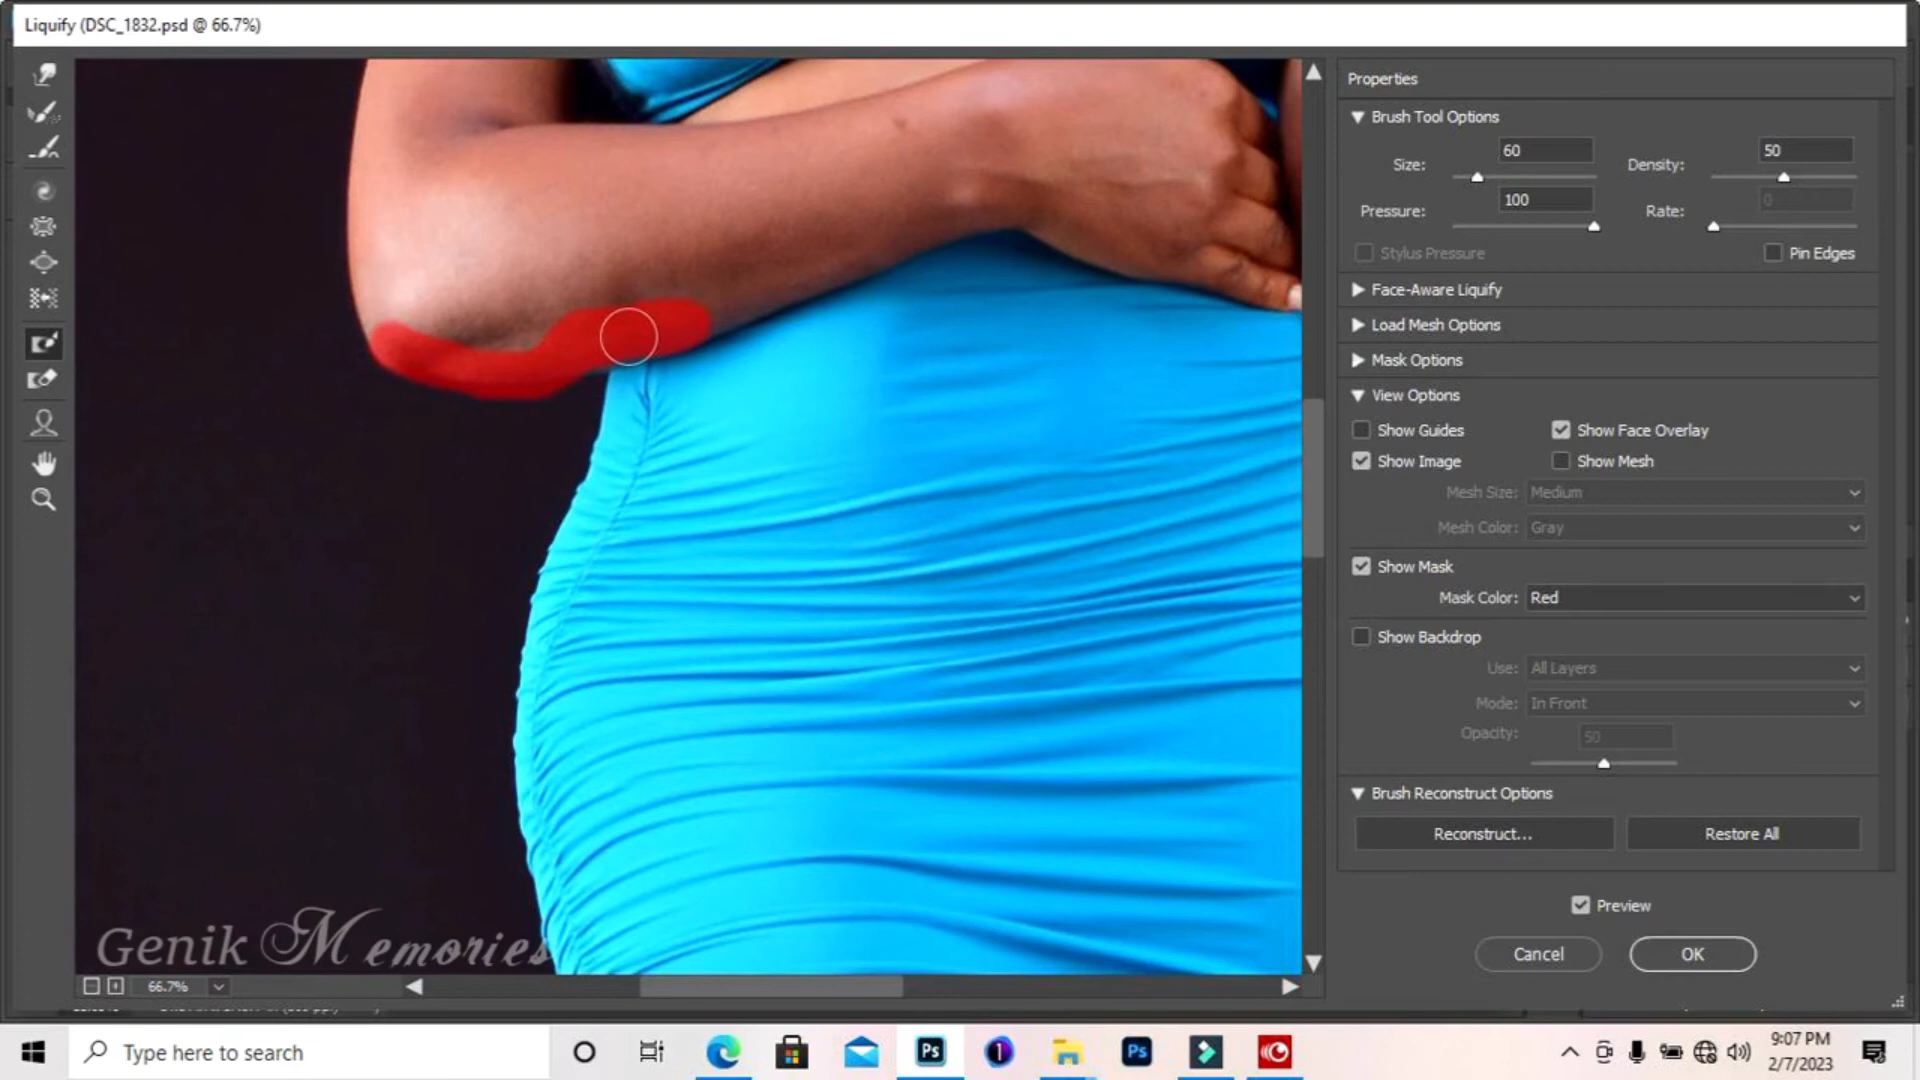 Liquify (DSC_1832.psd @ 66.7%)
Properties
Brush Tool Options
Size: 60 Density: 50
Pressure: 100 Rate: 0
Stylus Pressure Pin Edges
Face-Aware Liquify
Load Mesh Options
Mask Options
View Options
Show Guides Show Face Overlay
Show Image Show Mesh
Mesh Size: Medium
Mesh Color: Gray
Show Mask
Mask Color: Red
Show Backdrop
Use: All Layers
Mode: In Front
Opacity: 50
Brush Reconstruct Options
Reconstruct... Restore All
Preview
Cancel OK
Genik Memories
66.7%
Type here to search
Ps
1
Ps
9:07 PM
2/7/2023